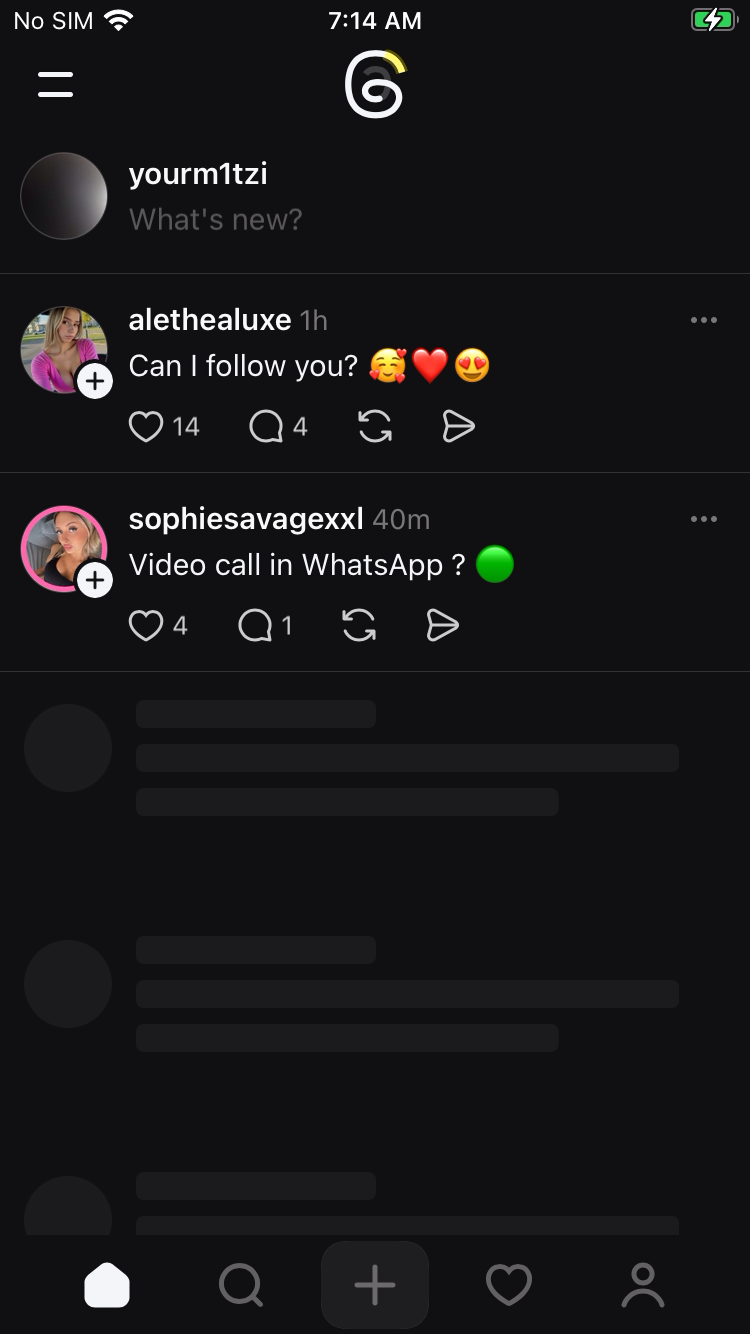 No SIM 7:14 AM
yourm1tzi
What's new?
alethealuxe 1h
Can I follow you? 🥰❤️😍
14 4
sophiesavagexxl 40m
Video call in WhatsApp ? 🟢
4 1